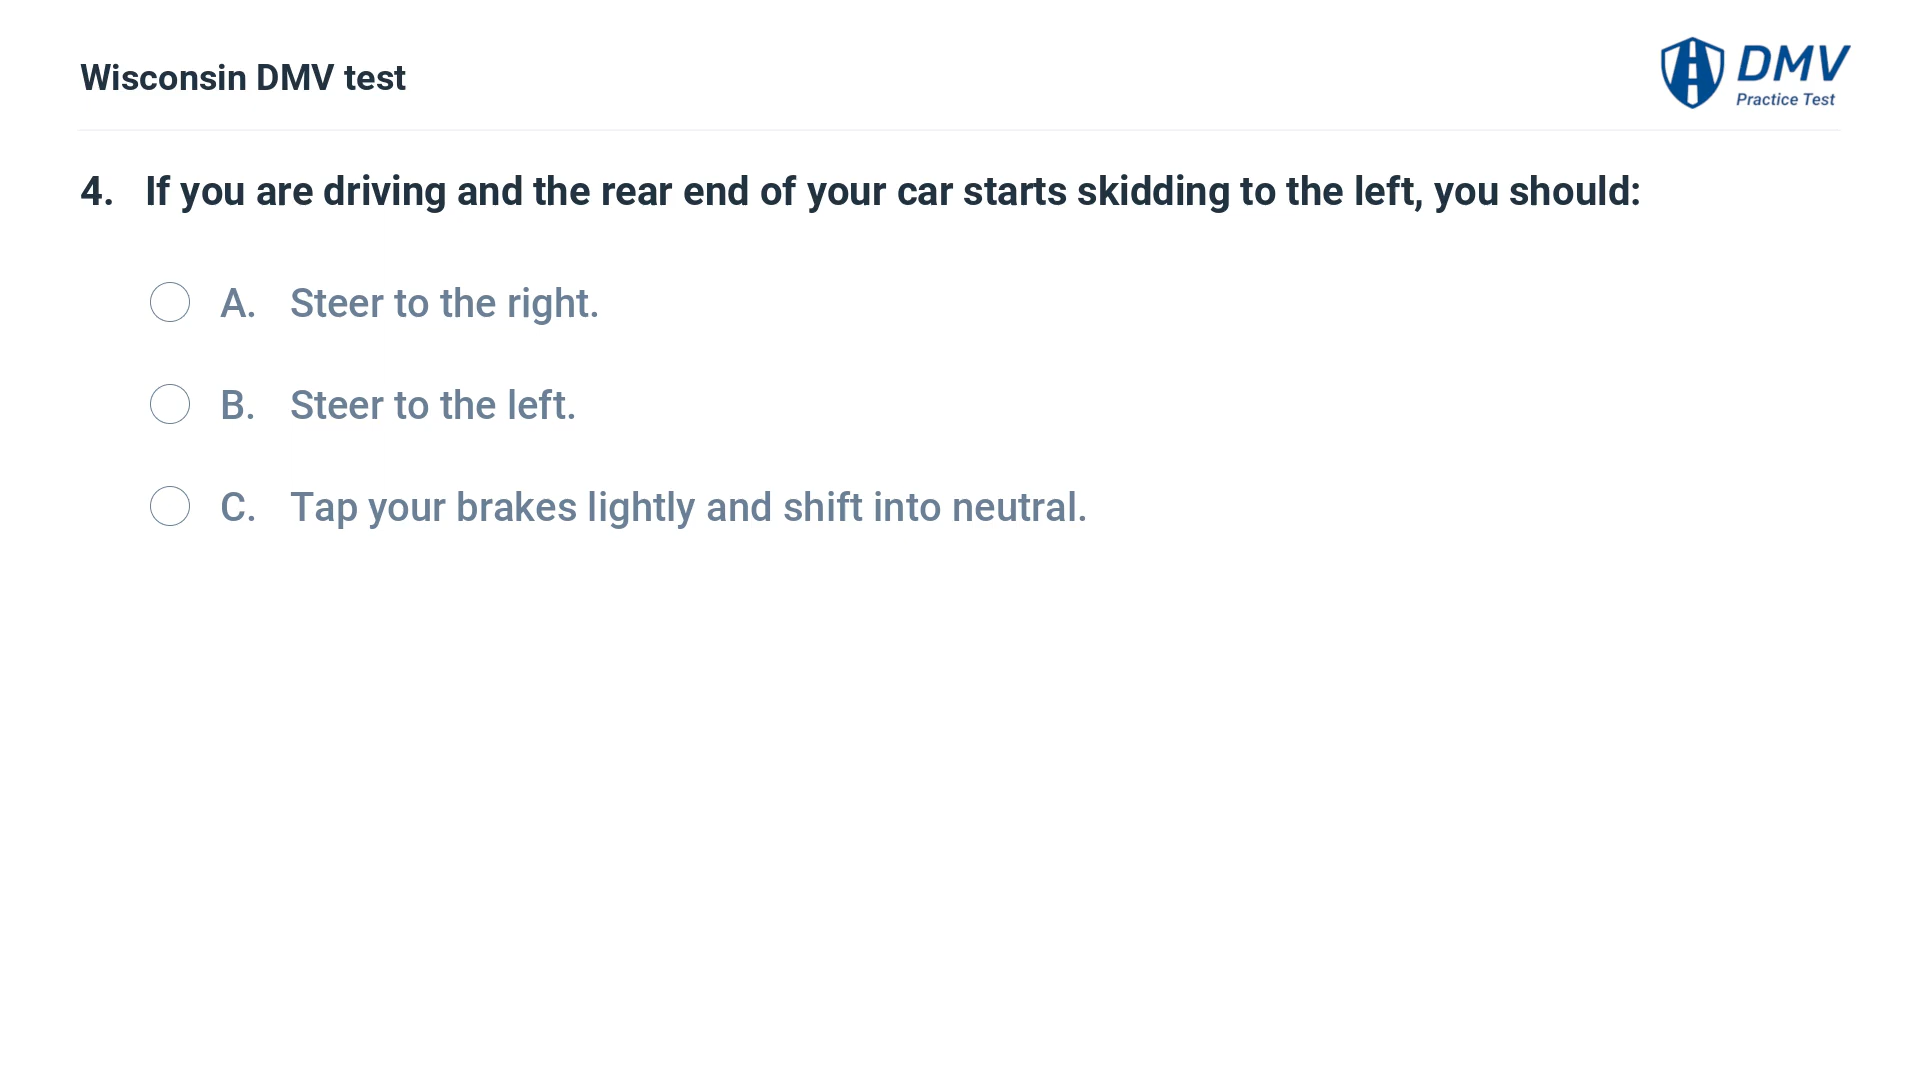 Wisconsin DMV test
DMV
Practice Test
4. If you are driving and the rear end of your car starts skidding to the left, you should:
A. Steer to the right.
B. Steer to the left.
C. Tap your brakes lightly and shift into neutral.